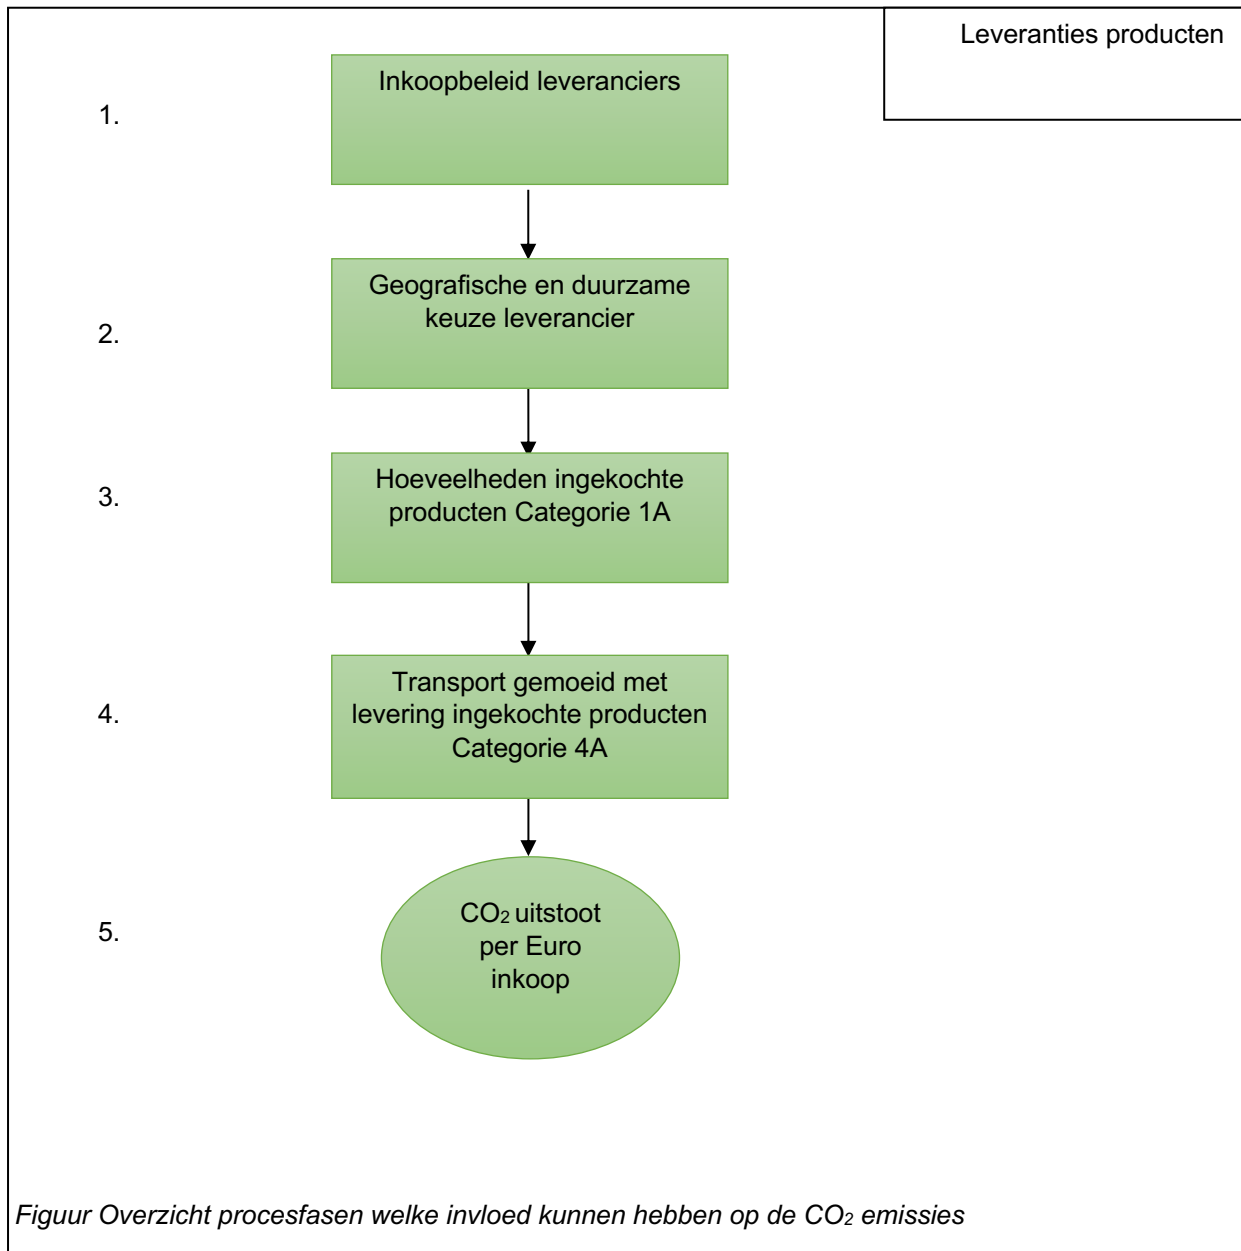 Leveranties producten
1.
Inkoopbeleid leveranciers
2.
Geografische en duurzame
keuze leverancier
3.
Hoeveelheden ingekochte
producten Categorie 1A
4.
Transport gemoeid met
levering ingekochte producten
Categorie 4A
5.
CO₂ uitstoot
per Euro
inkoop
Figuur Overzicht procesfasen welke invloed kunnen hebben op de CO₂ emissies